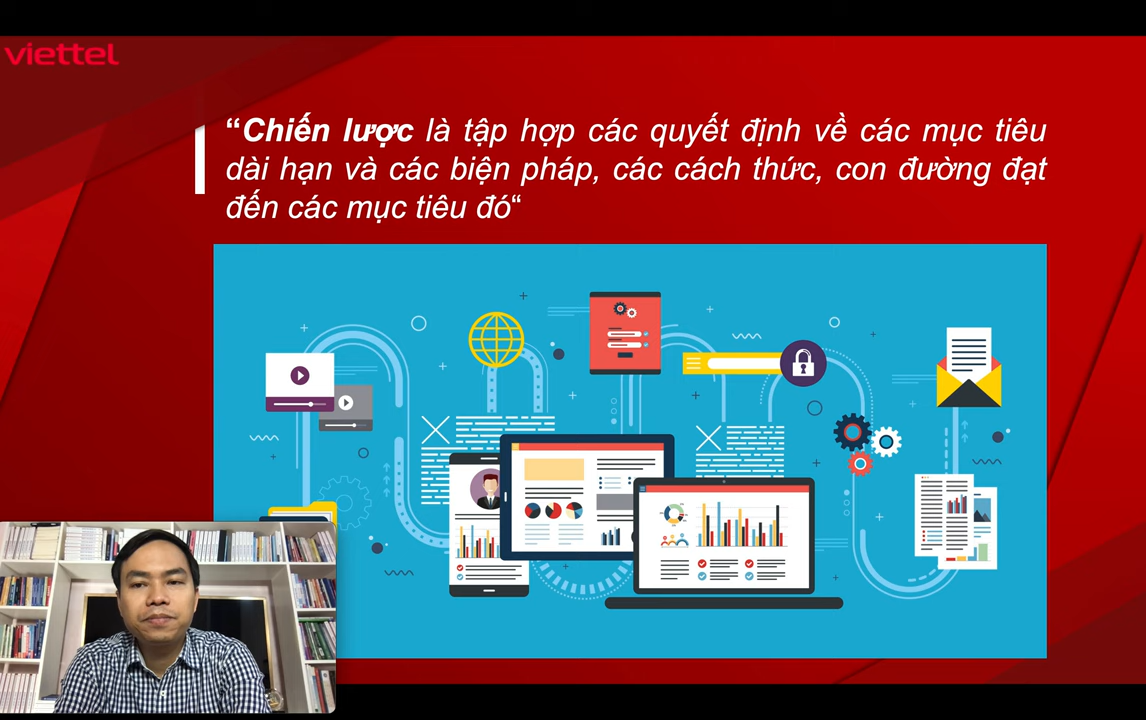 viettel
“Chiến lược là tập hợp các quyết định về các mục tiêu
dài hạn và các biện pháp, các cách thức, con đường đạt
đến các mục tiêu đó“